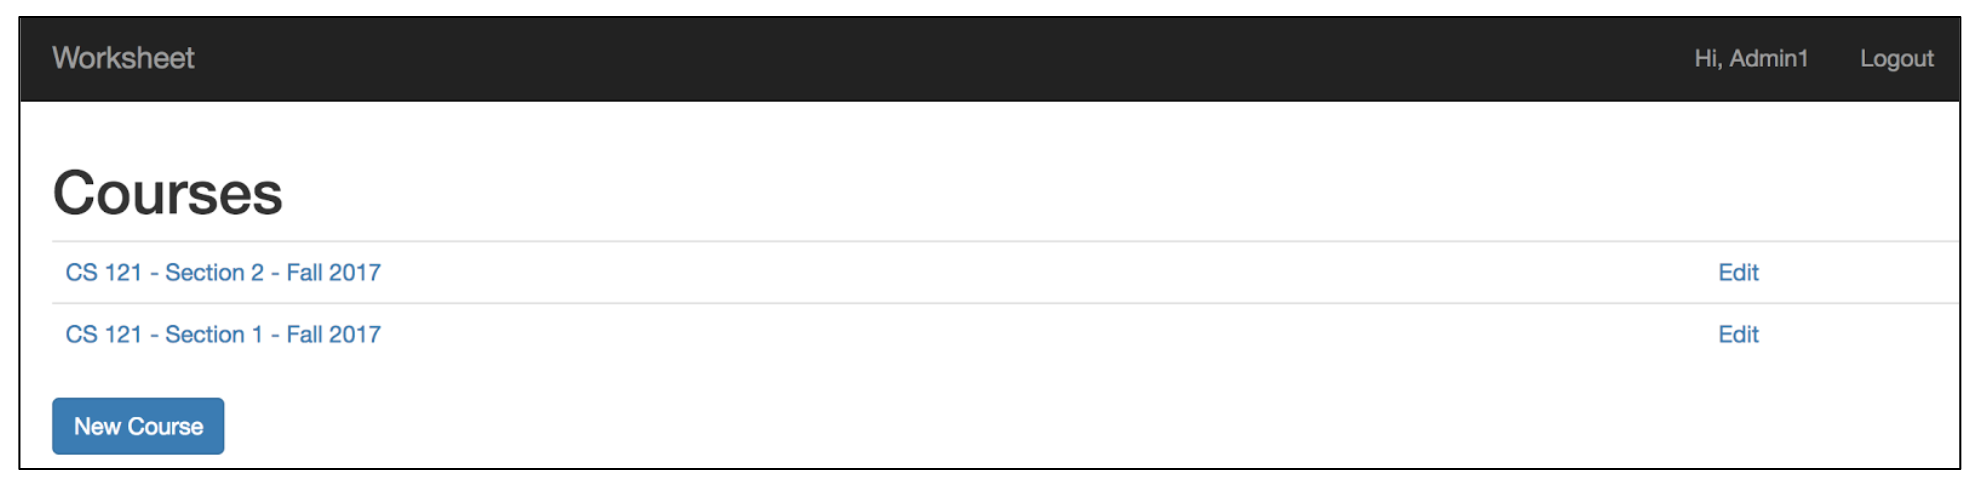 Worksheet Hi, Admin1 Logout
Courses
CS 121 - Section 2 - Fall 2017 Edit
CS 121 - Section 1 - Fall 2017 Edit
New Course